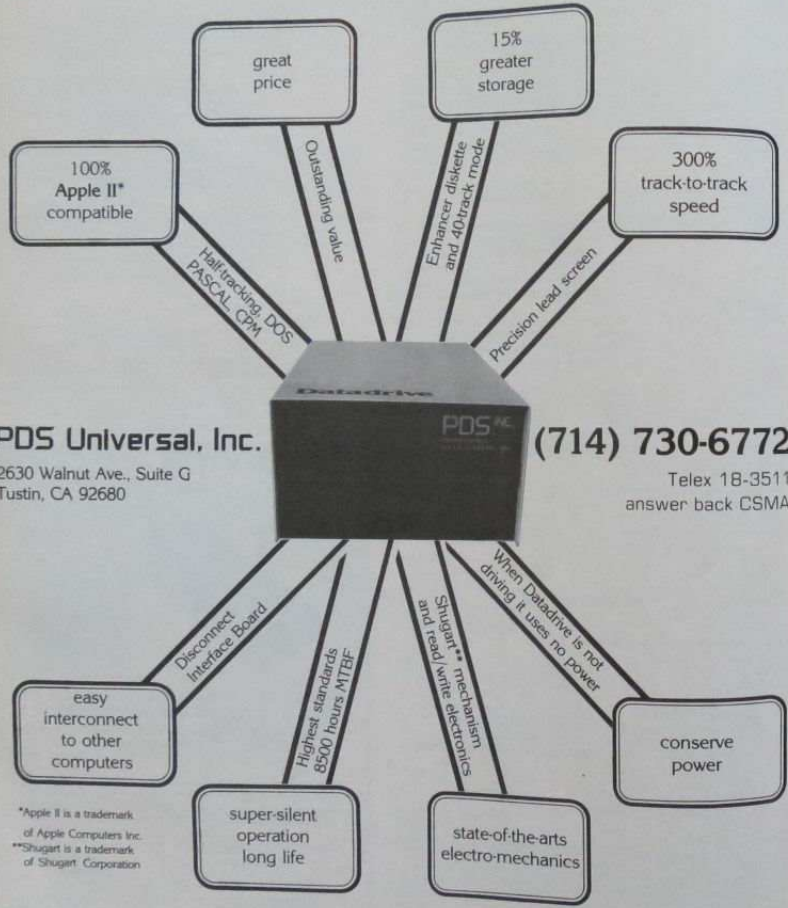 great
price
15%
greater
storage
100%
Apple II*
compatible
300%
track-to-track
speed
Outstanding value
Enhancer diskette
and 40-track mode
Half-tracking, DOS
PASCAL, CPM
Precision lead screen
Datadrive
PDS INC.
PDS Universal, Inc.
2630 Walnut Ave., Suite G
Tustin, CA 92680
(714) 730-6772
Telex 18-3511
answer back CSMA
Disconnect
Interface Board
Highest standards
8500 hours MTBF
Shugart** mechanism
and read/write electronics
When Datadrive is not
driving it uses no power
easy
interconnect
to other
computers
super-silent
operation
long life
state-of-the-arts
electro-mechanics
conserve
power
*Apple II is a trademark
of Apple Computers Inc.
**Shugart is a trademark
of Shugart Corporation